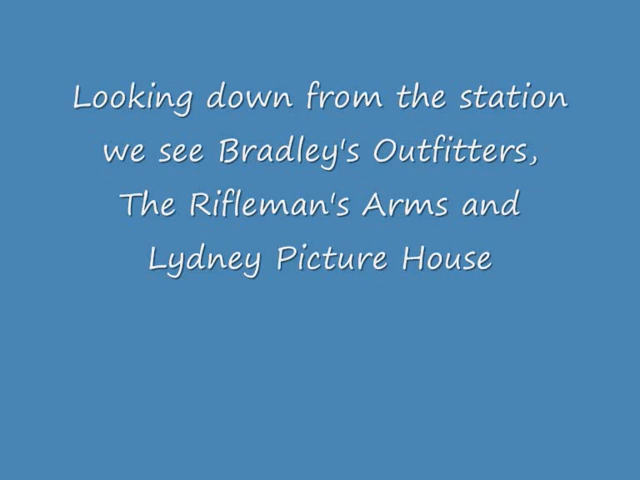 Looking down from the station
we see Bradley's Outfitters,
The Rifleman's Arms and
Lydney Picture House